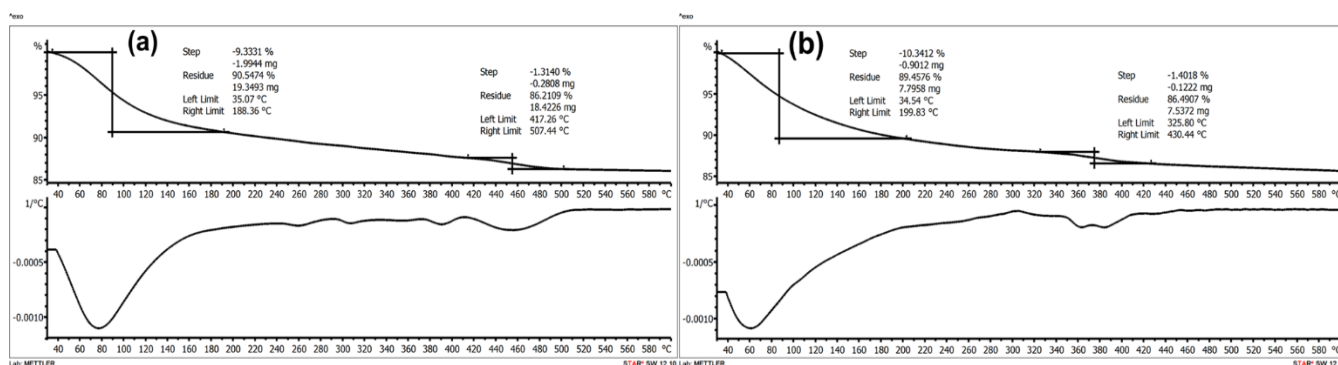 ^exo
(a)
%
Step -9.3331 %
-1.9944 mg
Residue 90.5474 %
19.3493 mg
Left Limit 35.07 °C
Right Limit 188.36 °C
Step -1.3140 %
-0.2808 mg
Residue 86.2109 %
18.4226 mg
Left Limit 417.26 °C
Right Limit 507.44 °C
95
90
85
40 60 80 100 120 140 160 180 200 220 240 260 280 300 320 340 360 380 400 420 440 460 480 500 520 540 560 580 °C
1/°C
-0.0005
-0.0010
40 60 80 100 120 140 160 180 200 220 240 260 280 300 320 340 360 380 400 420 440 460 480 500 520 540 560 580 °C
Lab: METTLER
STARe SW 12.10
^exo
(b)
%
Step -10.3412 %
-0.9012 mg
Residue 89.4576 %
7.7958 mg
Left Limit 34.54 °C
Right Limit 199.83 °C
Step -1.4018 %
-0.1222 mg
Residue 86.4907 %
7.5372 mg
Left Limit 325.80 °C
Right Limit 430.44 °C
95
90
85
40 60 80 100 120 140 160 180 200 220 240 260 280 300 320 340 360 380 400 420 440 460 480 500 520 540 560 580
1/°C
-0.0005
-0.0010
40 60 80 100 120 140 160 180 200 220 240 260 280 300 320 340 360 380 400 420 440 460 480 500 520 540 560 580
Lab: METTLER
STARe SW 12